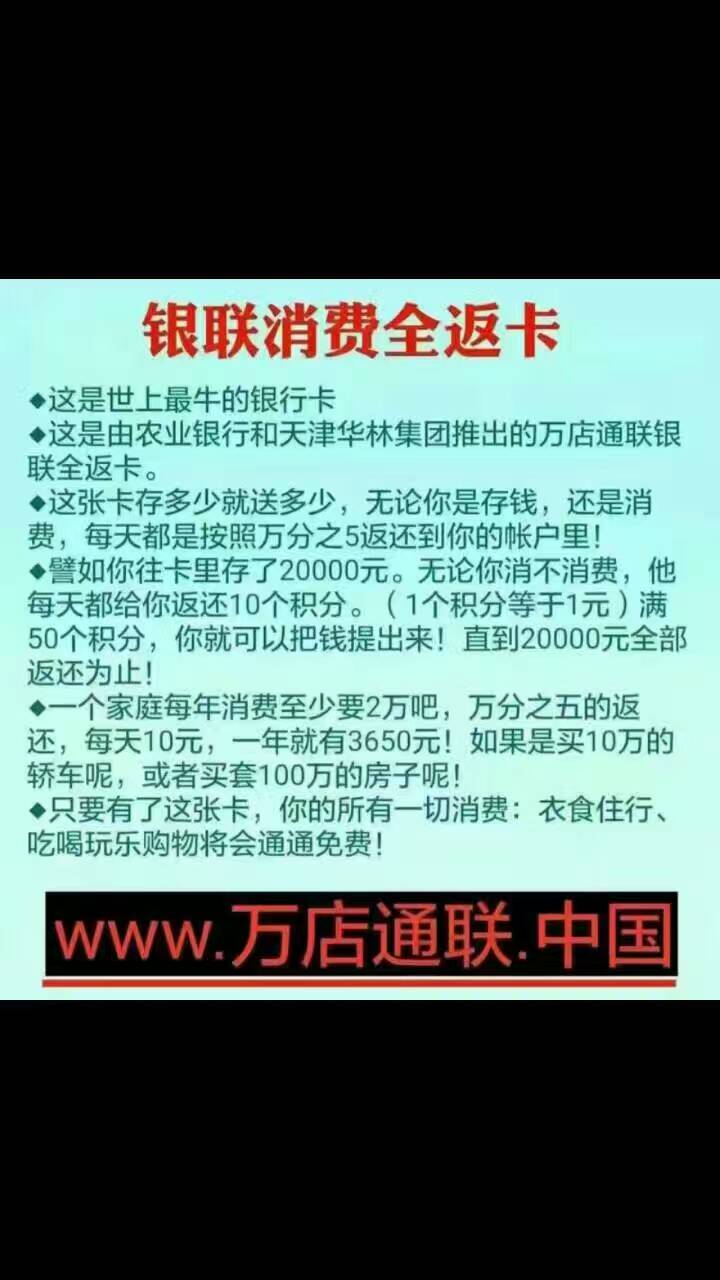 银联消费全返卡
◆这是世上最牛的银行卡
◆这是由农业银行和天津华林集团推出的万店通联银
联全返卡。
◆这张卡存多少就送多少，无论你是存钱，还是消
费，每天都是按照万分之5返还到你的帐户里！
◆譬如你往卡里存了20000元。无论你消不消费，他
每天都给你返还10个积分。（1个积分等于1元）满
50个积分，你就可以把钱提出来！直到20000元全部
返还为止！
◆一个家庭每年消费至少要2万吧，万分之五的返
还，每天10元，一年就有3650元！如果是买10万的
轿车呢，或者买套100万的房子呢！
◆只要有了这张卡，你的所有一切消费：衣食住行、
吃喝玩乐购物将会通通免费！
www.万店通联.中国